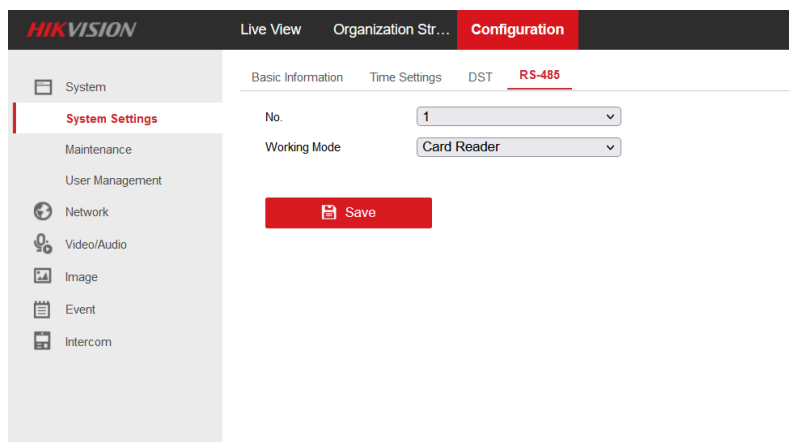 HIKVISION
Live View Organization Str... Configuration
Basic Information Time Settings DST RS-485
System
System Settings
Maintenance
User Management
Network
Video/Audio
Image
Event
Intercom
No. 1
Working Mode Card Reader
Save